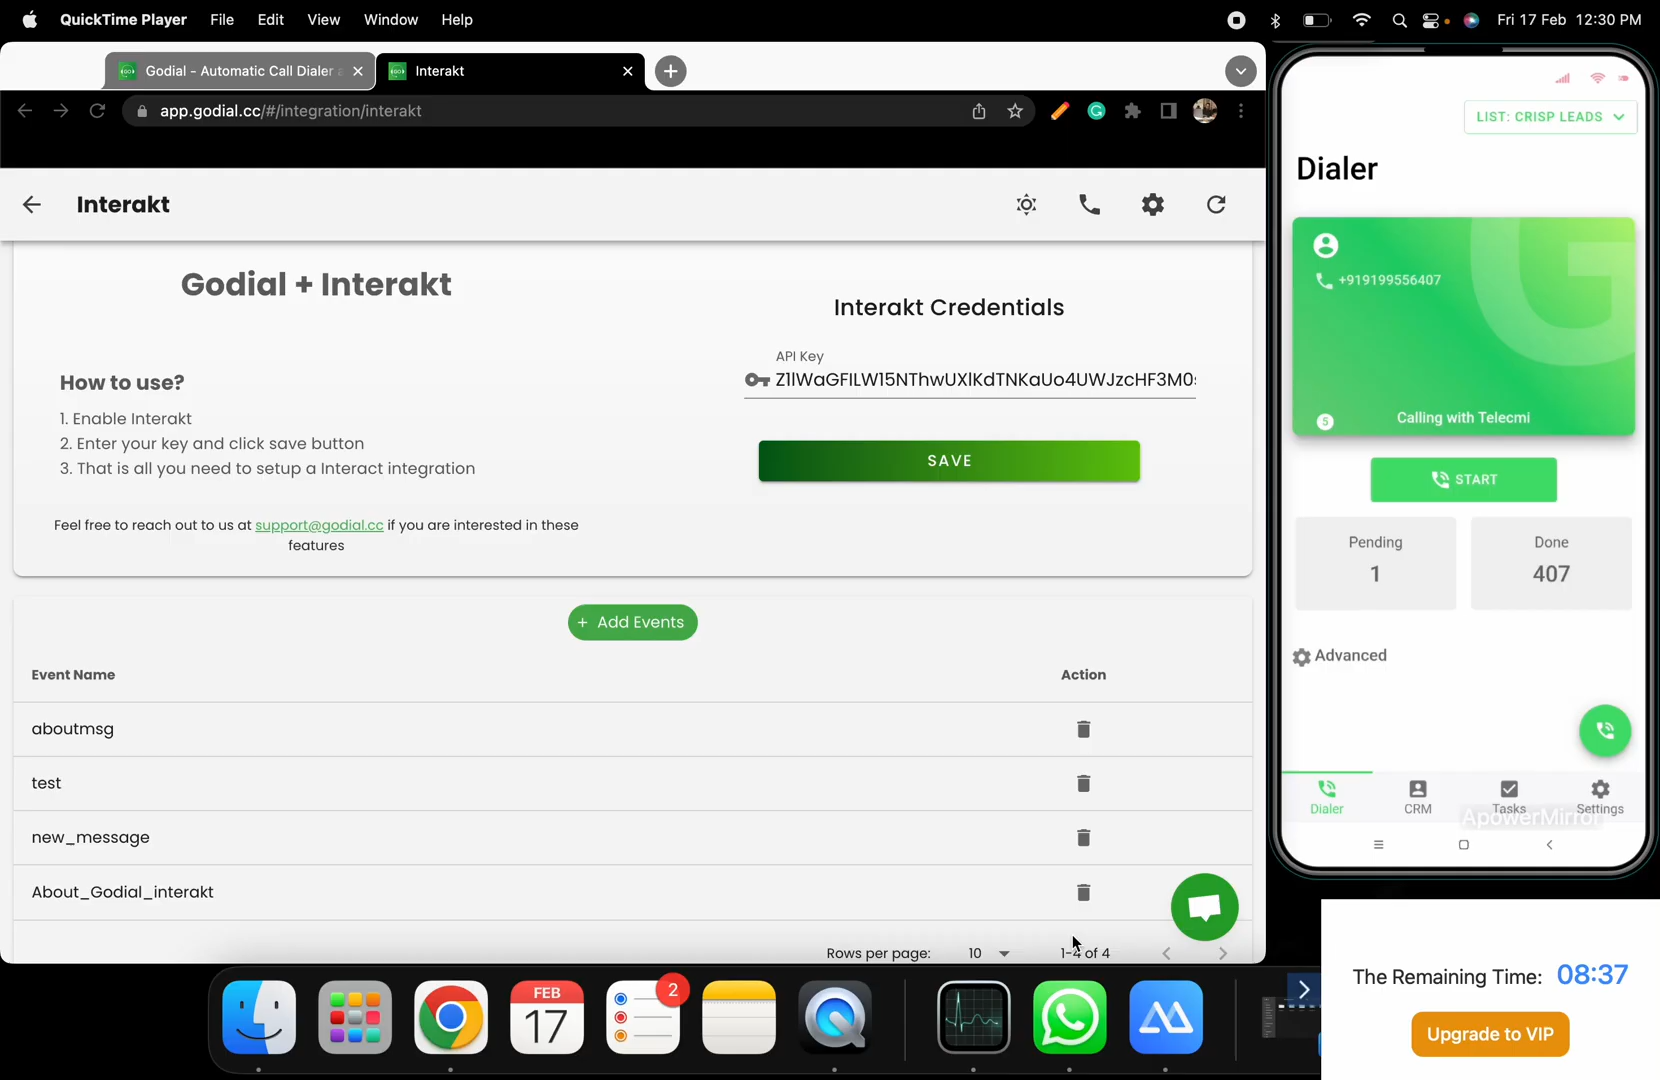 QuickTime Player File Edit View Window Help Fri 17 Feb 12:30 PM
Godial - Automatic Call Dialer Interakt
app.godial.cc/#/integration/interakt
Interakt
Godial + Interakt
How to use?
1. Enable Interakt
2. Enter your key and click save button
3. That is all you need to setup a Interact integration
Feel free to reach out to us at support@godial.cc if you are interested in these
features
Interakt Credentials
API Key
SAVE
+ Add Events
Event Name Action
aboutmsg
test
new_message
About_Godial_interakt
Rows per page: 10 1-4 of 4
LIST: CRISP LEADS
Dialer
+919199556407
5 Calling with Telecmi
START
Pending Done
1 407
Advanced
Dialer CRM Tasks Settings
ApowerMirror
FEB
17
2
The Remaining Time: 08:37
Upgrade to VIP